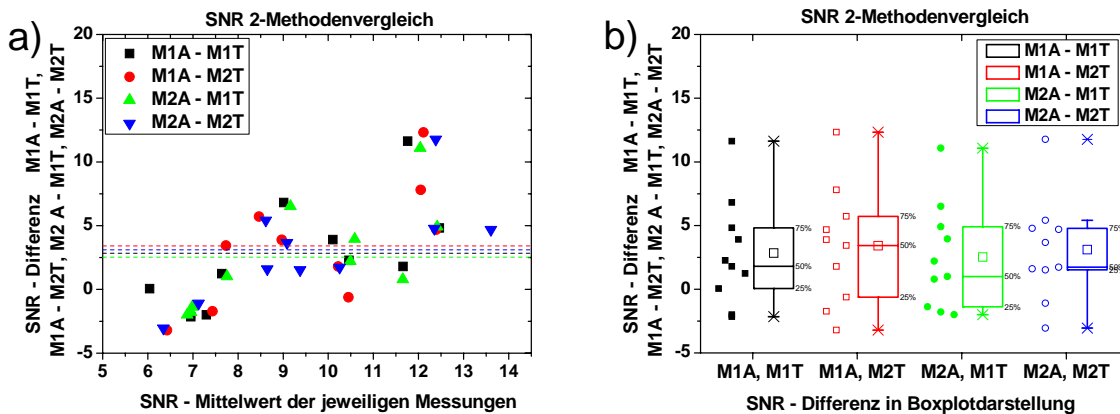 a)
SNR 2-Methodenvergleich
SNR - Differenz M1A - M1T,
M1A - M2T, M2 A - M1T, M2A - M2T
M1A - M1T
M1A - M2T
M2A - M1T
M2A - M2T
20
15
10
5
0
-5
5 6 7 8 9 10 11 12 13 14
SNR - Mittelwert der jeweiligen Messungen
b)
SNR 2-Methodenvergleich
SNR - Differenz M1A - M1T,
M1A - M2T, M2 A - M1T, M2A - M2T
M1A - M1T
M1A - M2T
M2A - M1T
M2A - M2T
20
15
10
5
0
-5
75%
50%
25%
75%
50%
25%
75%
50%
25%
75%
50%
25%
M1A, M1T M1A, M2T M2A, M1T M2A, M2T
SNR - Differenz in Boxplotdarstellung